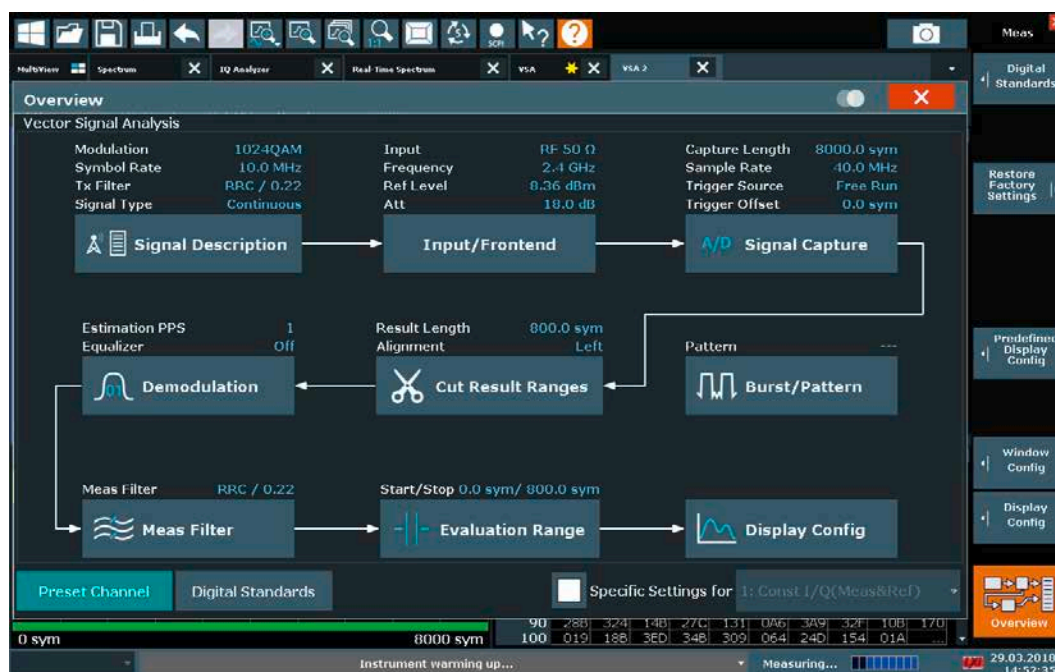 1:1
SCPI
?
?
Meas
MultiView Spectrum X IQ Analyzer X Real-Time Spectrum X VSA X VSA 2 X
Digital
Standards
Overview
Vector Signal Analysis
Modulation 1024QAM
Symbol Rate 10.0 MHz
Tx Filter RRC / 0.22
Signal Type Continuous
Signal Description
Input RF 50 Ω
Frequency 2.4 GHz
Ref Level 8.36 dBm
Att 18.0 dB
Input/Frontend
Capture Length 8000.0 sym
Sample Rate 40.0 MHz
Trigger Source Free Run
Trigger Offset 0.0 sym
A/D Signal Capture
Restore
Factory
Settings
Estimation PPS 1
Equalizer Off
01 Demodulation
Result Length 800.0 sym
Alignment Left
Cut Result Ranges
Pattern ---
Burst/Pattern
Predefined
Display
Config
Window
Config
Meas Filter RRC / 0.22
Meas Filter
Start/Stop 0.0 sym/ 800.0 sym
Evaluation Range
Display Config
Display
Config
Preset Channel
Digital Standards
Specific Settings for 1: Const I/Q(Meas&Ref)
Overview
90 28B 324 14B 27C 131 0A6 3A9 32F 10B 170
0 sym 8000 sym 100 019 18B 3ED 34B 309 064 24D 154 01A ...
Instrument warming up...
Measuring...
29.03.2018